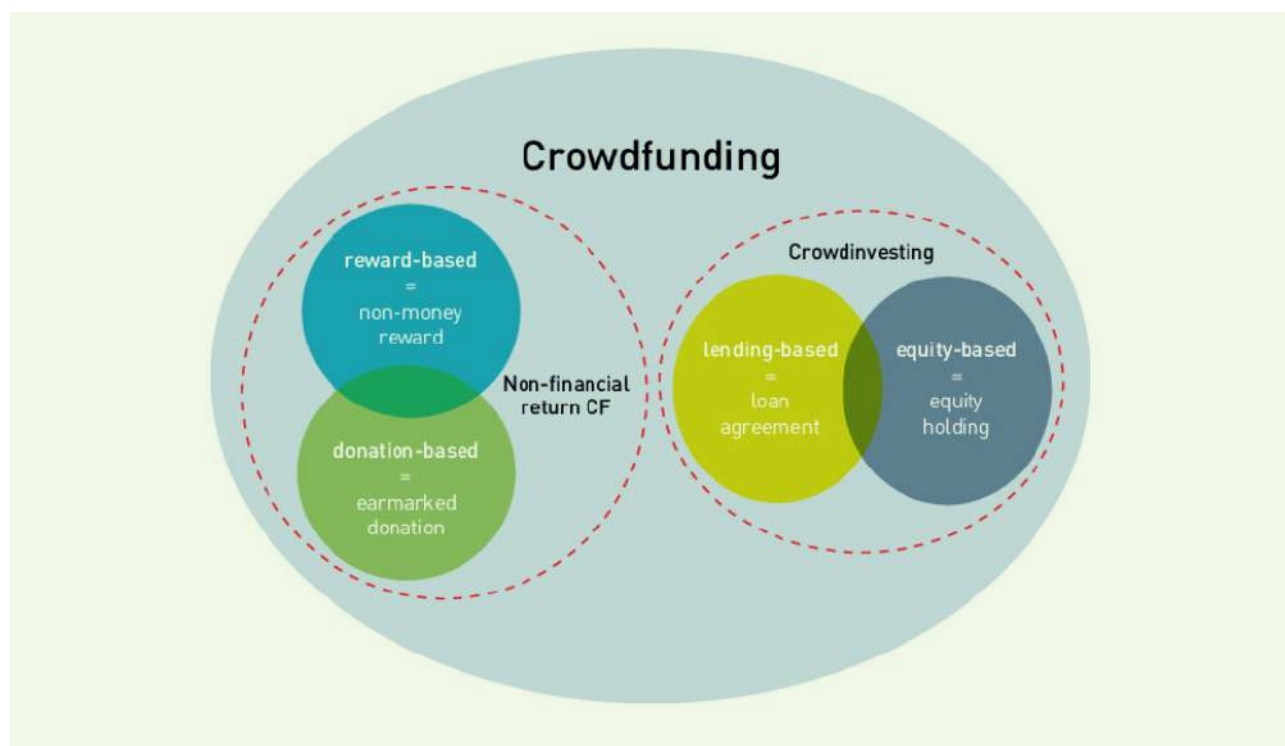 Crowdfunding
reward-based
=
non-money
reward
Non-financial
return CF
donation-based
=
earmarked
donation
Crowdinvesting
lending-based
=
loan
agreement
equity-based
=
equity
holding